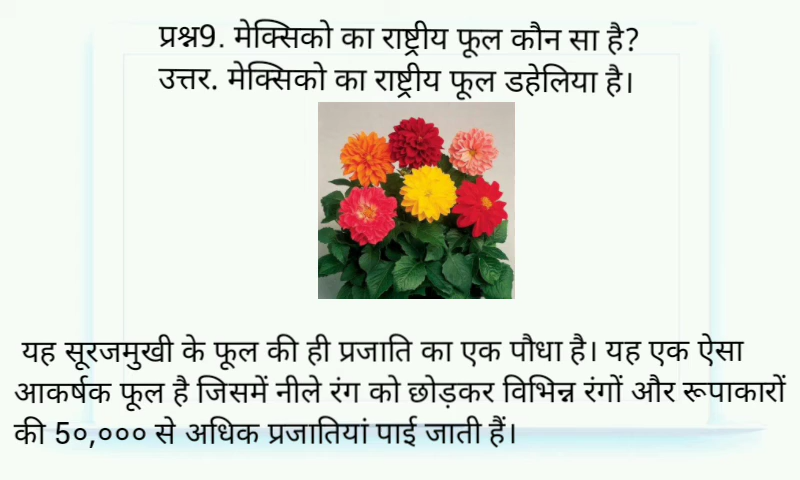 प्रश्न9. मेक्सिको का राष्ट्रीय फूल कौन सा है?
उत्तर. मेक्सिको का राष्ट्रीय फूल डहेलिया है।
यह सूरजमुखी के फूल की ही प्रजाति का एक पौधा है। यह एक ऐसा
आकर्षक फूल है जिसमें नीले रंग को छोड़कर विभिन्न रंगों और रूपाकारों
की 5०,००० से अधिक प्रजातियां पाई जाती हैं।